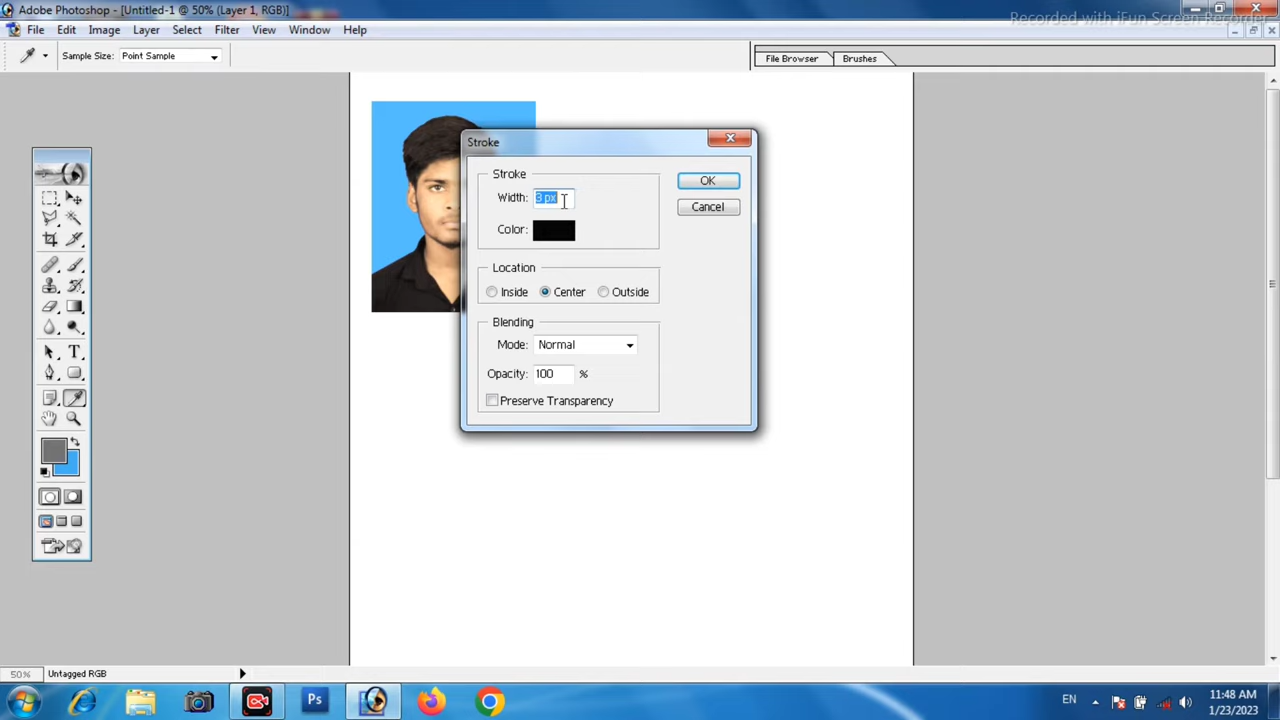 Adobe Photoshop - [Untitled-1 @ 50% (Layer 1, RGB)]
Recorded with iFun Screen Recorder
File Edit Image Layer Select Filter View Window Help
Sample Size: Point Sample
File Browser Brushes
Stroke
Stroke
Width: 3 px
OK
Cancel
Color:
Location
Inside Center Outside
Blending
Mode: Normal
Opacity: 100 %
Preserve Transparency
50% Untagged RGB
Ps
EN
11:48 AM
1/23/2023